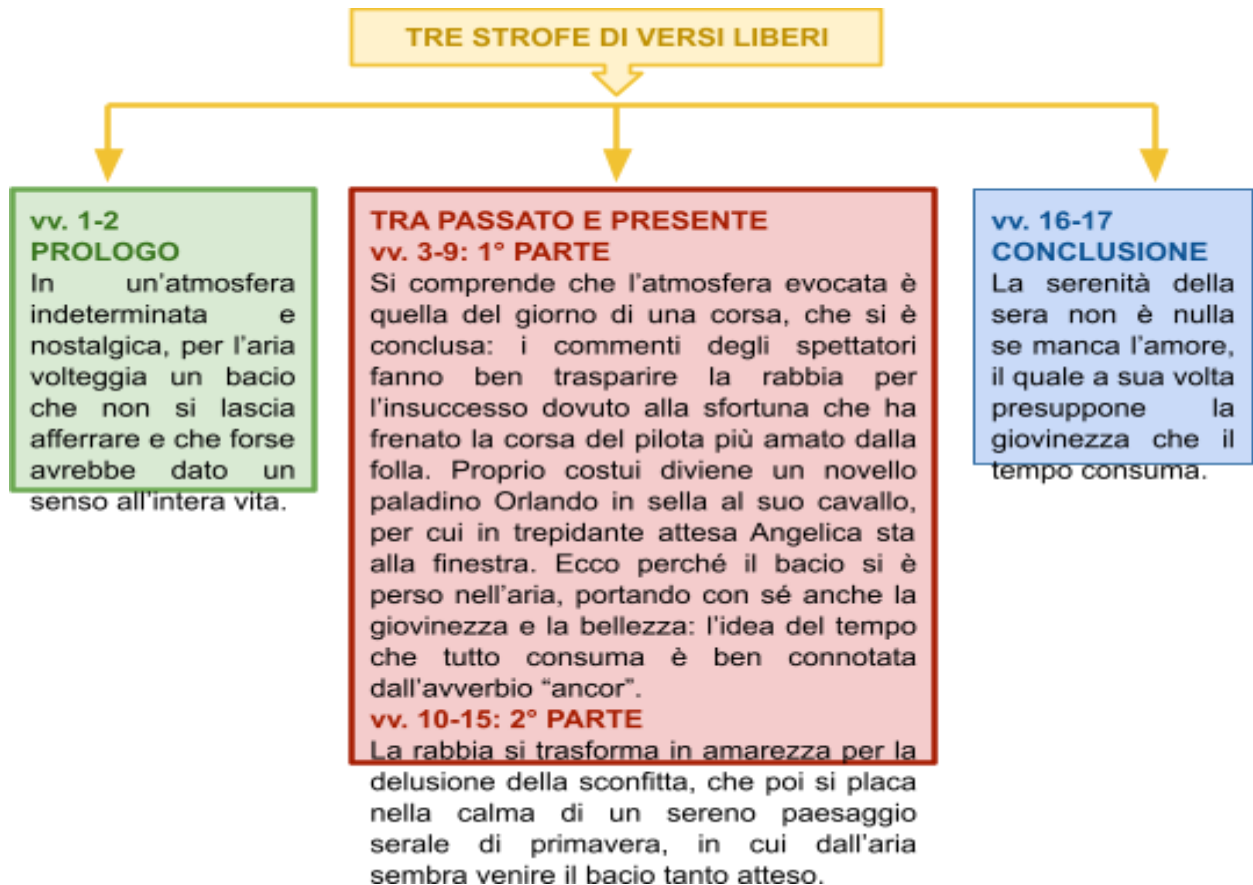 TRE STROFE DI VERSI LIBERI
vv. 1-2
PROLOGO
In un’atmosfera
indeterminata e
nostalgica, per l’aria
volteggia un bacio
che non si lascia
afferrare e che forse
avrebbe dato un
senso all’intera vita.
TRA PASSATO E PRESENTE
vv. 3-9: 1° PARTE
Si comprende che l’atmosfera evocata è
quella del giorno di una corsa, che si è
conclusa: i commenti degli spettatori
fanno ben trasparire la rabbia per
l’insuccesso dovuto alla sfortuna che ha
frenato la corsa del pilota più amato dalla
folla. Proprio costui diviene un novello
paladino Orlando in sella al suo cavallo,
per cui in trepidante attesa Angelica sta
alla finestra. Ecco perché il bacio si è
perso nell’aria, portando con sé anche la
giovinezza e la bellezza: l’idea del tempo
che tutto consuma è ben connotata
dall’avverbio “ancor”.
vv. 10-15: 2° PARTE
La rabbia si trasforma in amarezza per la
delusione della sconfitta, che poi si placa
nella calma di un sereno paesaggio
serale di primavera, in cui dall’aria
sembra venire il bacio tanto atteso.
vv. 16-17
CONCLUSIONE
La serenità della
sera non è nulla
se manca l’amore,
il quale a sua volta
presuppone la
giovinezza che il
tempo consuma.